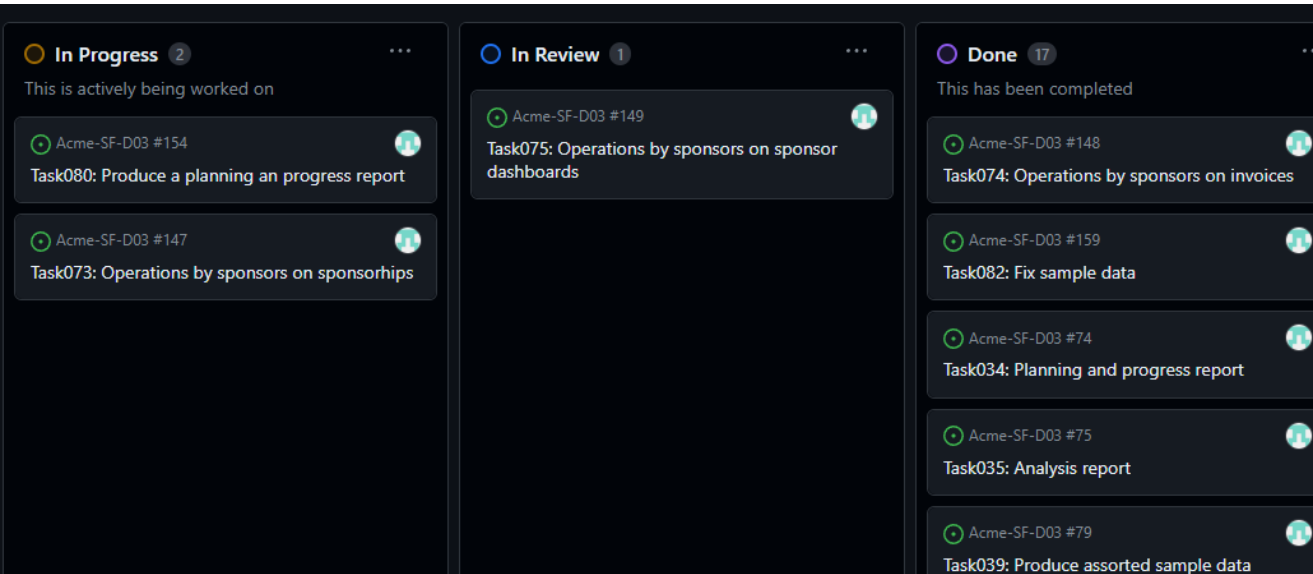 In Progress 2
This is actively being worked on
Acme-SF-D03 #154
Task080: Produce a planning an progress report
Acme-SF-D03 #147
Task073: Operations by sponsors on sponsorhips
In Review 1
Acme-SF-D03 #149
Task075: Operations by sponsors on sponsor
dashboards
Done 17
This has been completed
Acme-SF-D03 #148
Task074: Operations by sponsors on invoices
Acme-SF-D03 #159
Task082: Fix sample data
Acme-SF-D03 #74
Task034: Planning and progress report
Acme-SF-D03 #75
Task035: Analysis report
Acme-SF-D03 #79
Task039: Produce assorted sample data